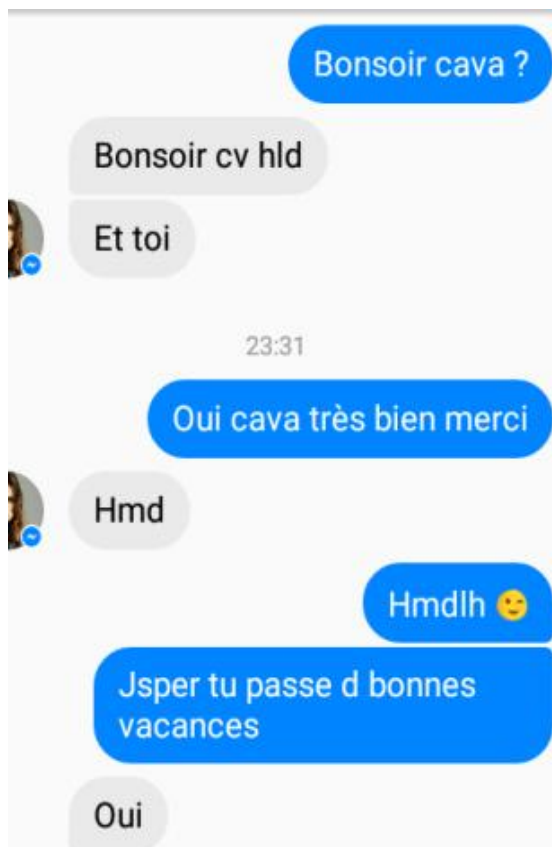 Bonsoir cava ?
Bonsoir cv hld
Et toi
23:31
Oui cava très bien merci
Hmd
Hmdlh 😉
Jsper tu passe d bonnes
vacances
Oui